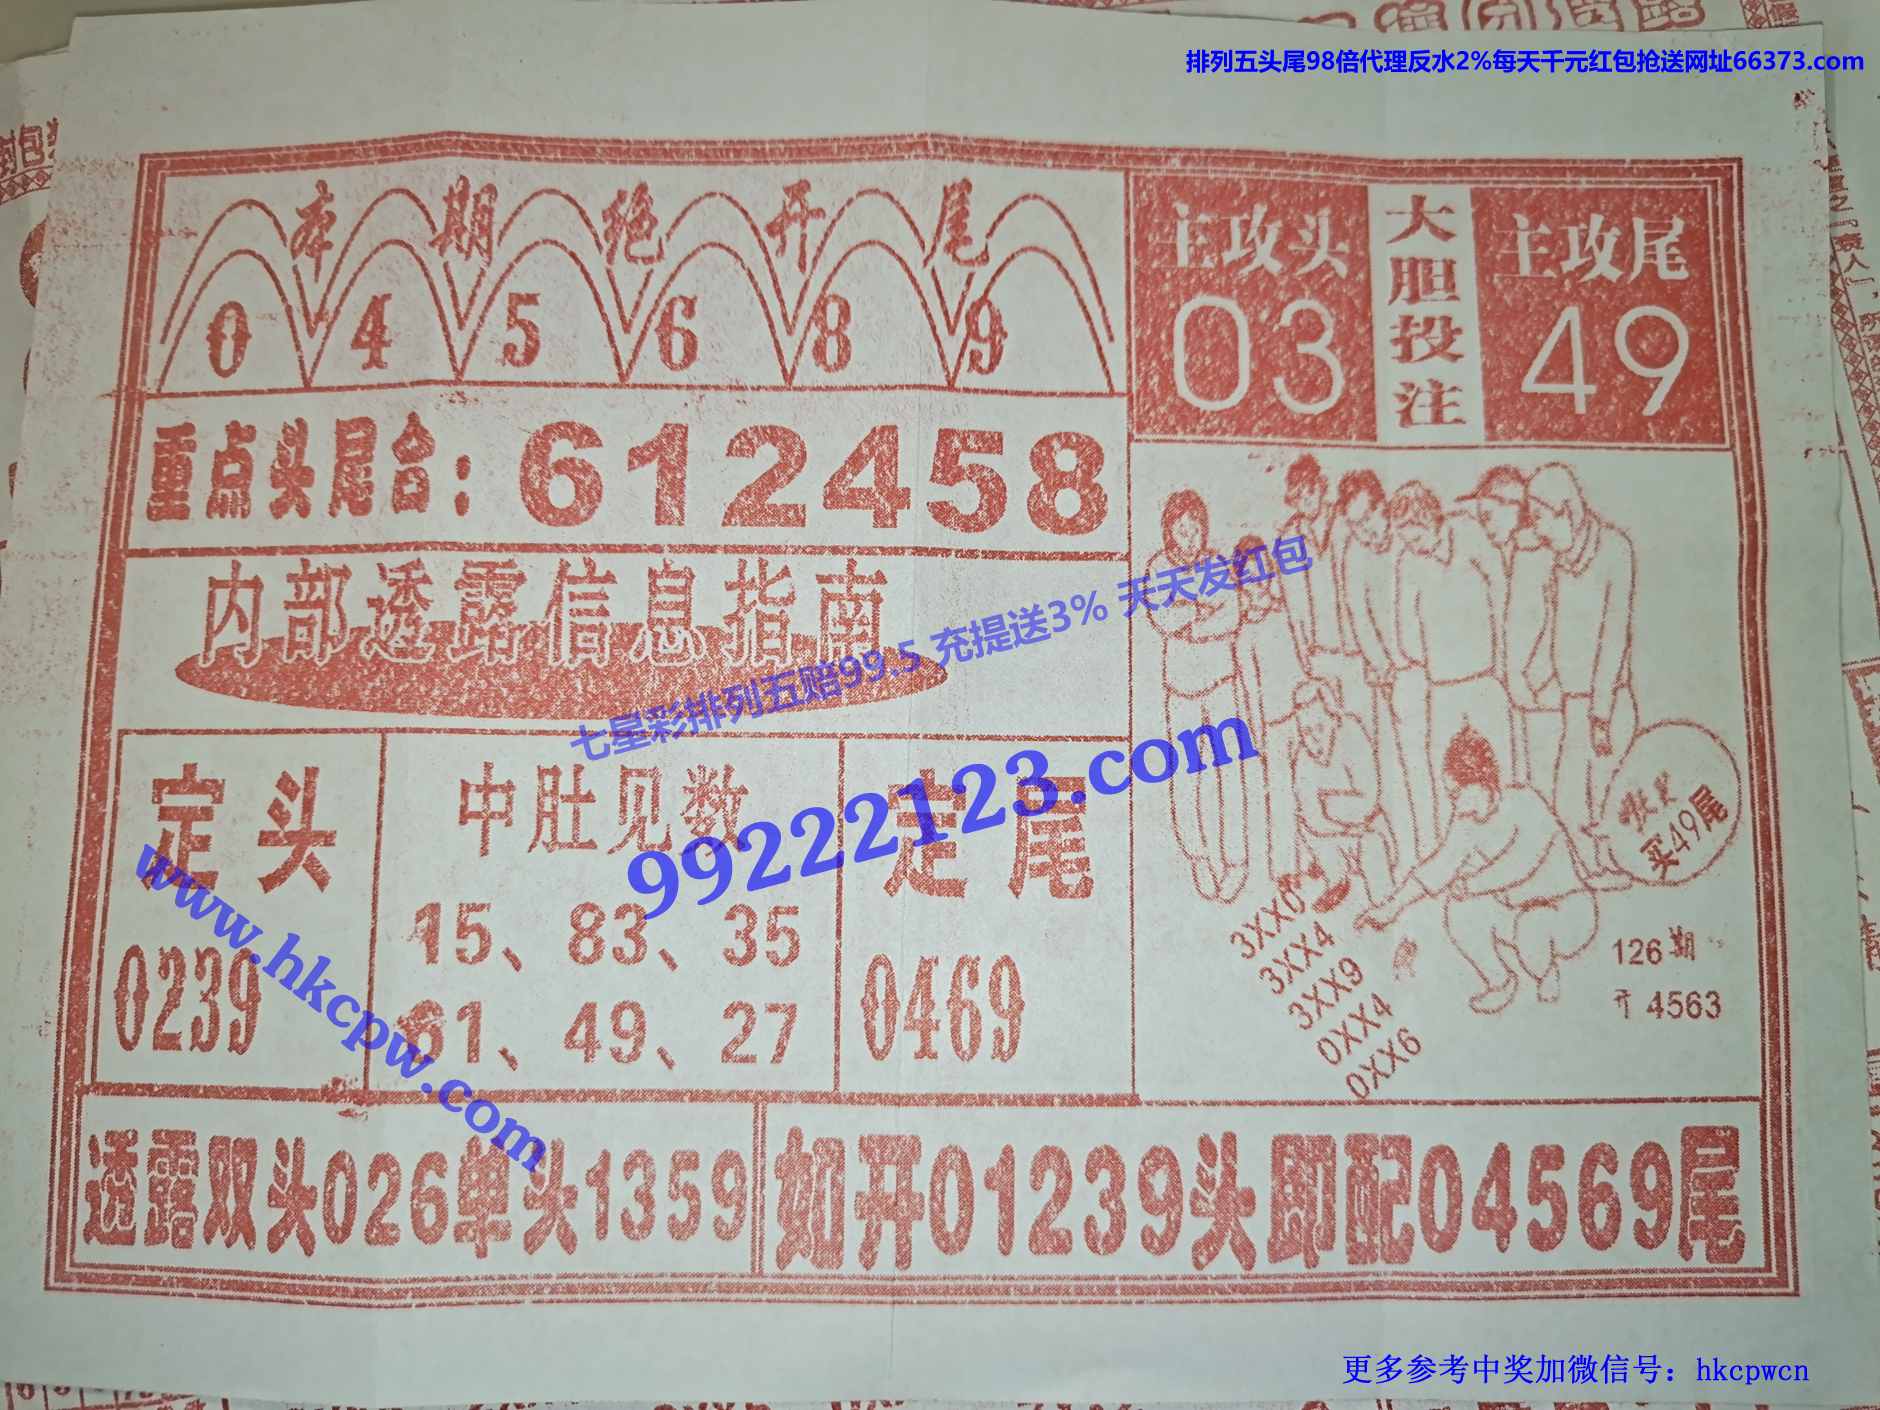 排列五头尾98倍代理反水2%每天千元红包抢送网址66373.com
本期绝开尾
0 4 5 6 8 9
主攻头
03
大胆投注
主攻尾
49
重点头尾合：612458
内部透露信息指南
七星彩排列五赔99.5 充提送3% 天天发红包
99222123.com
www.hkcpw.com
定头
0239
中肚见数
15、83、35
61、49、27
定尾
0469
买49尾
3XX4
3XX9
0XX4
0XX6
126期
开 4563
透露双头026单头1359
如开01239头即配04569尾
更多参考中奖加微信号：hkcpwcn